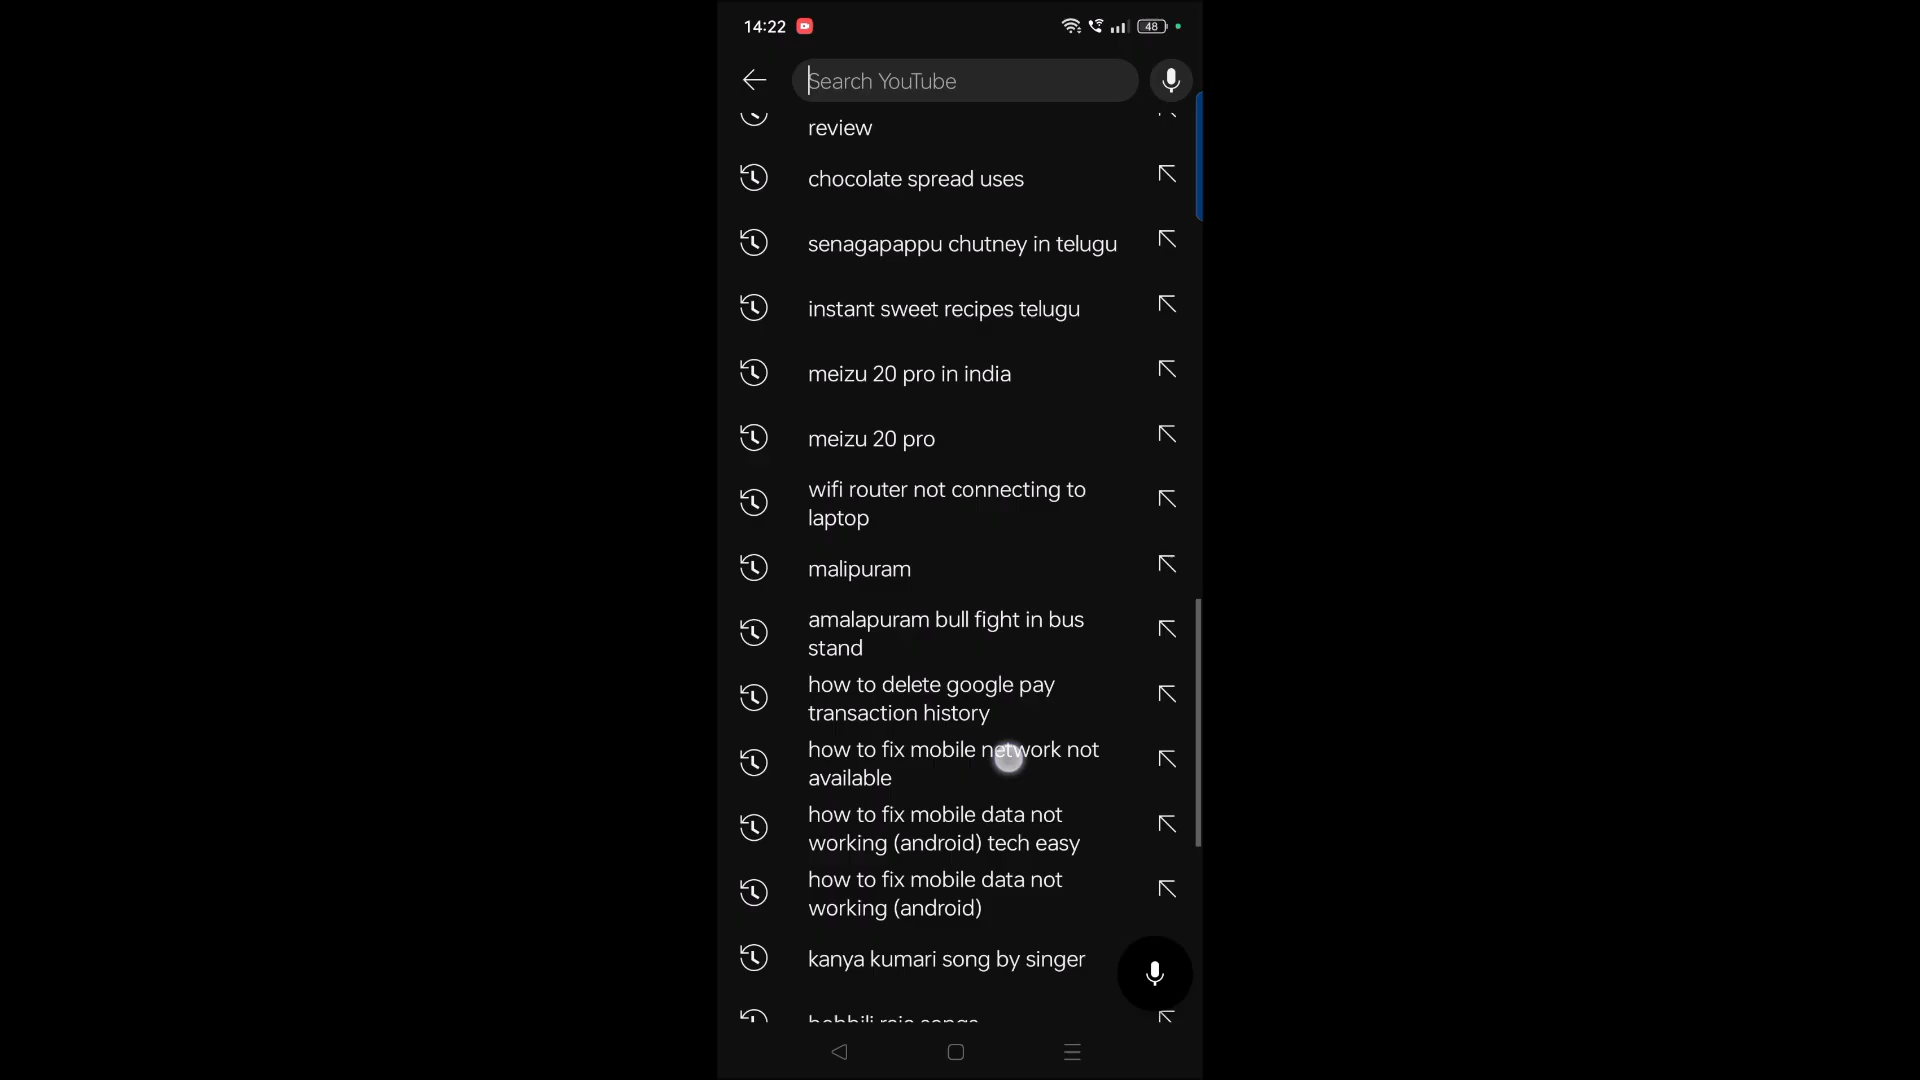 14:22
48
Search YouTube
review
chocolate spread uses
senagapappu chutney in telugu
instant sweet recipes telugu
meizu 20 pro in india
meizu 20 pro
wifi router not connecting to
laptop
malipuram
amalapuram bull fight in bus
stand
how to delete google pay
transaction history
how to fix mobile network not
available
how to fix mobile data not
working (android) tech easy
how to fix mobile data not
working (android)
kanya kumari song by singer